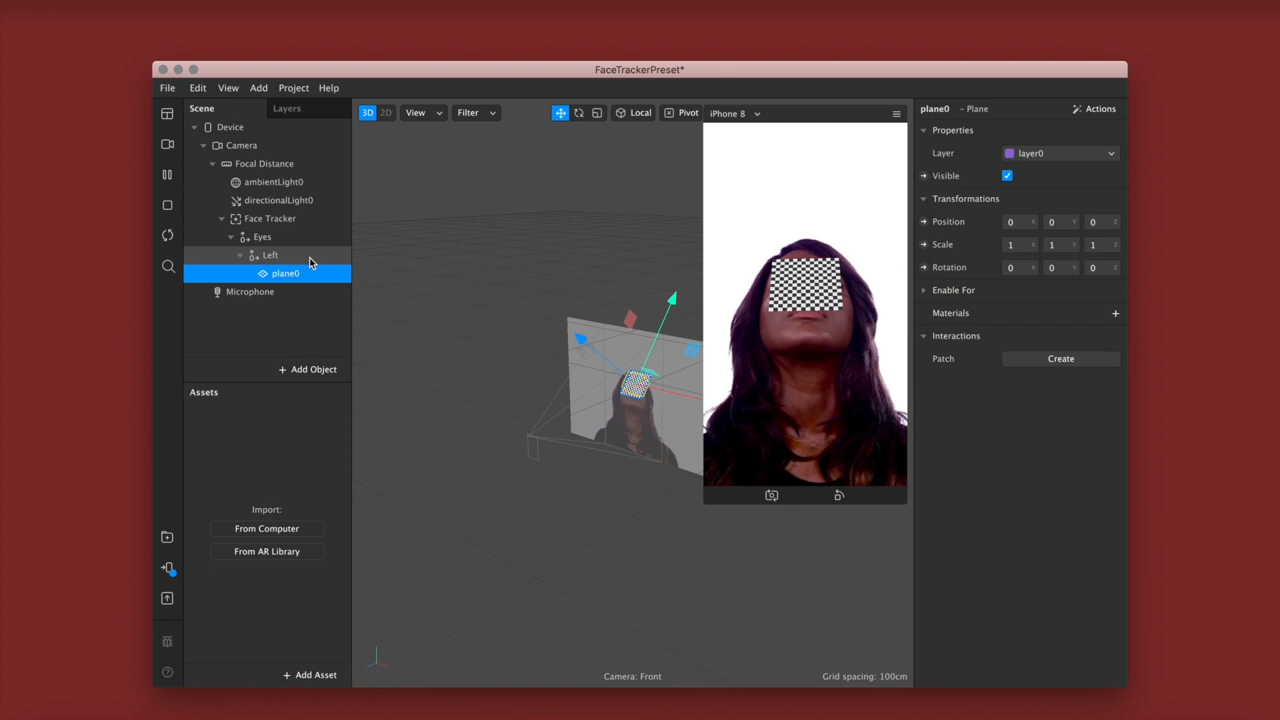 FaceTrackerPreset*
File Edit View Add Project Help
Scene Layers
Device
Camera
Focal Distance
ambientLight0
directionalLight0
Face Tracker
Eyes
Left
plane0
Microphone
+ Add Object
Assets
Import:
From Computer
From AR Library
+ Add Asset
3D 2D View Filter Local Pivot
iPhone 8
Camera: Front
Grid spacing: 100cm
plane0 - Plane Actions
Properties
Layer layer0
Visible
Transformations
Position 0 X 0 Y 0 Z
Scale 1 X 1 Y 1 Z
Rotation 0 X 0 Y 0 Z
Enable For
Materials +
Interactions
Patch Create